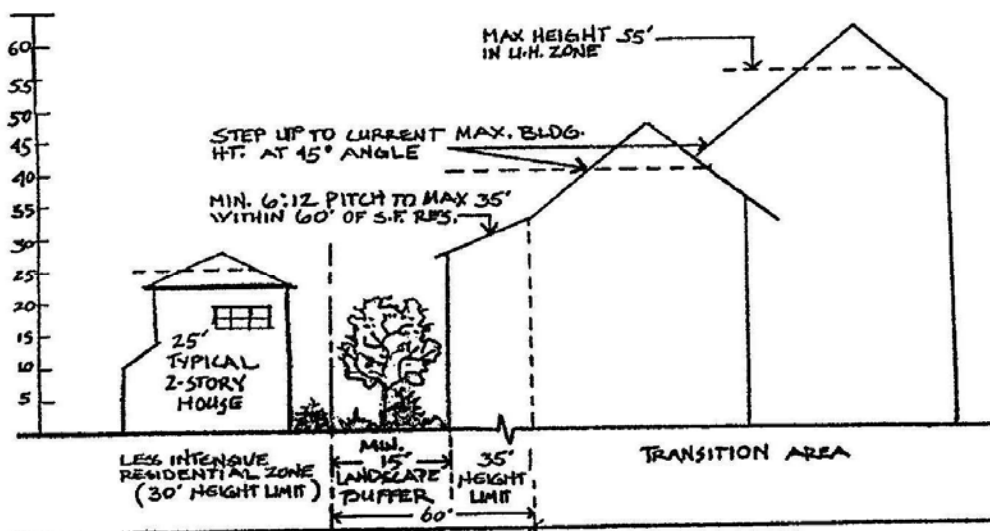 60
55
50
45
40
35
30
25
20
15
10
5
MAX HEIGHT 55'
IN U.H. ZONE
STEP UP TO CURRENT MAX. BLDG.
HT. AT 45° ANGLE
MIN. 6:12 PITCH TO MAX 35'
WITHIN 60' OF S.F. RES.
25'
TYPICAL
2-STORY
HOUSE
LESS INTENSIVE
RESIDENTIAL ZONE
(30' HEIGHT LIMIT)
MIN.
15'
LANDSCAPE
BUFFER
35'
HEIGHT
LIMIT
60'
TRANSITION AREA